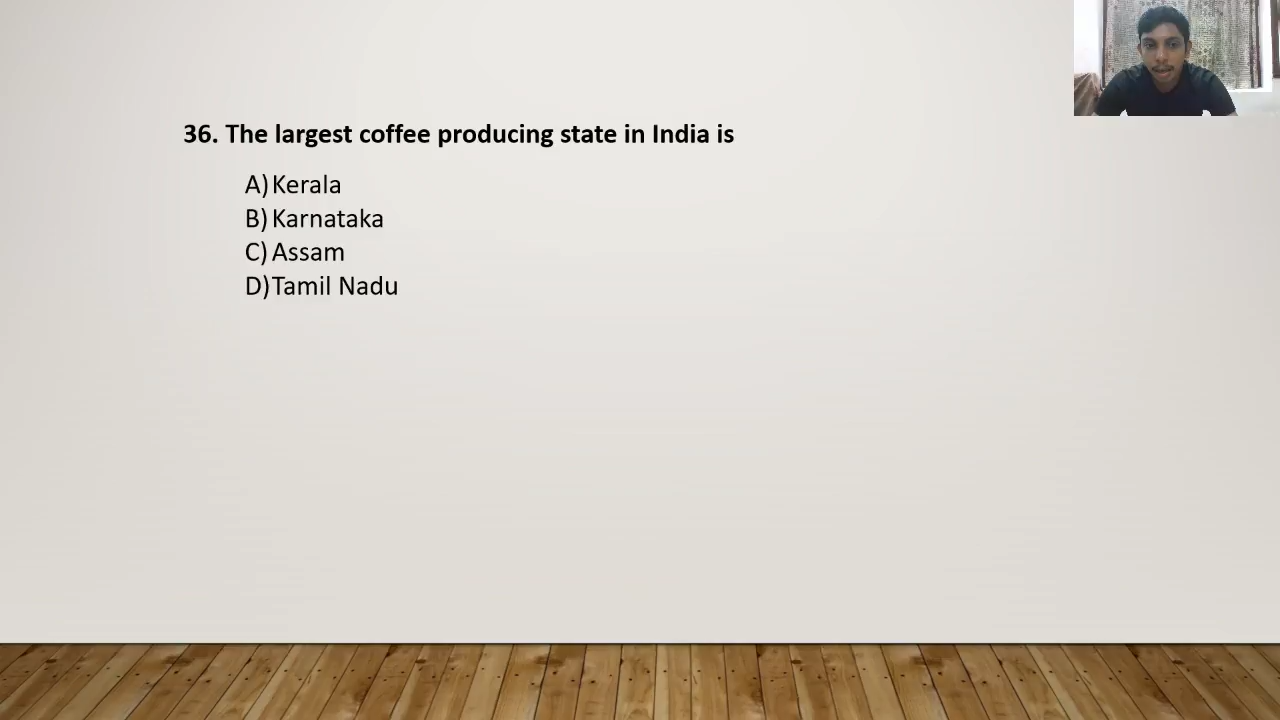 36. The largest coffee producing state in India is
A) Kerala
B) Karnataka
C) Assam
D) Tamil Nadu